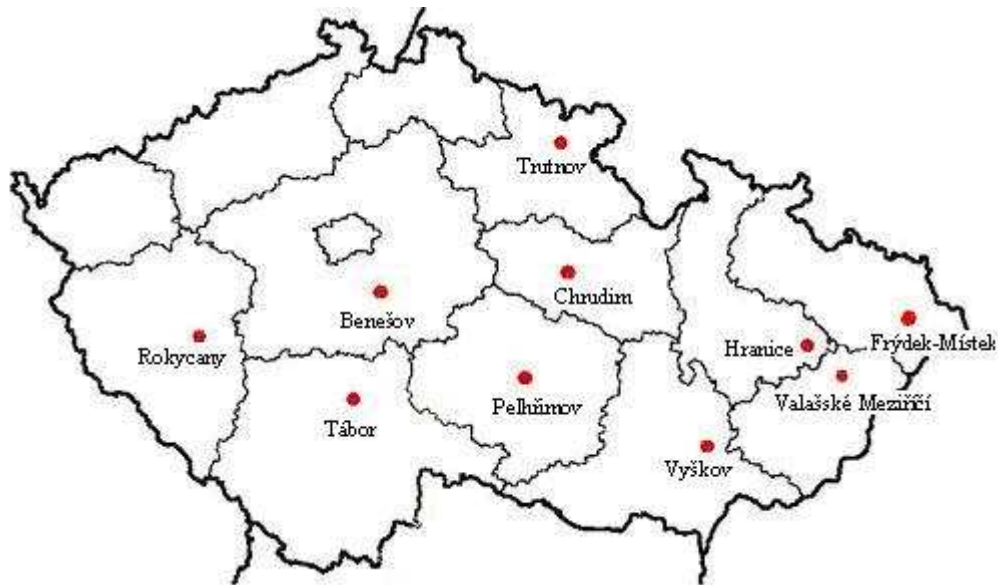 Trutnov
Chrudim
Benešov
Rokycany
Hranice
Frýdek-Místek
Valašské Meziříčí
Pelhřimov
Tábor
Vyškov